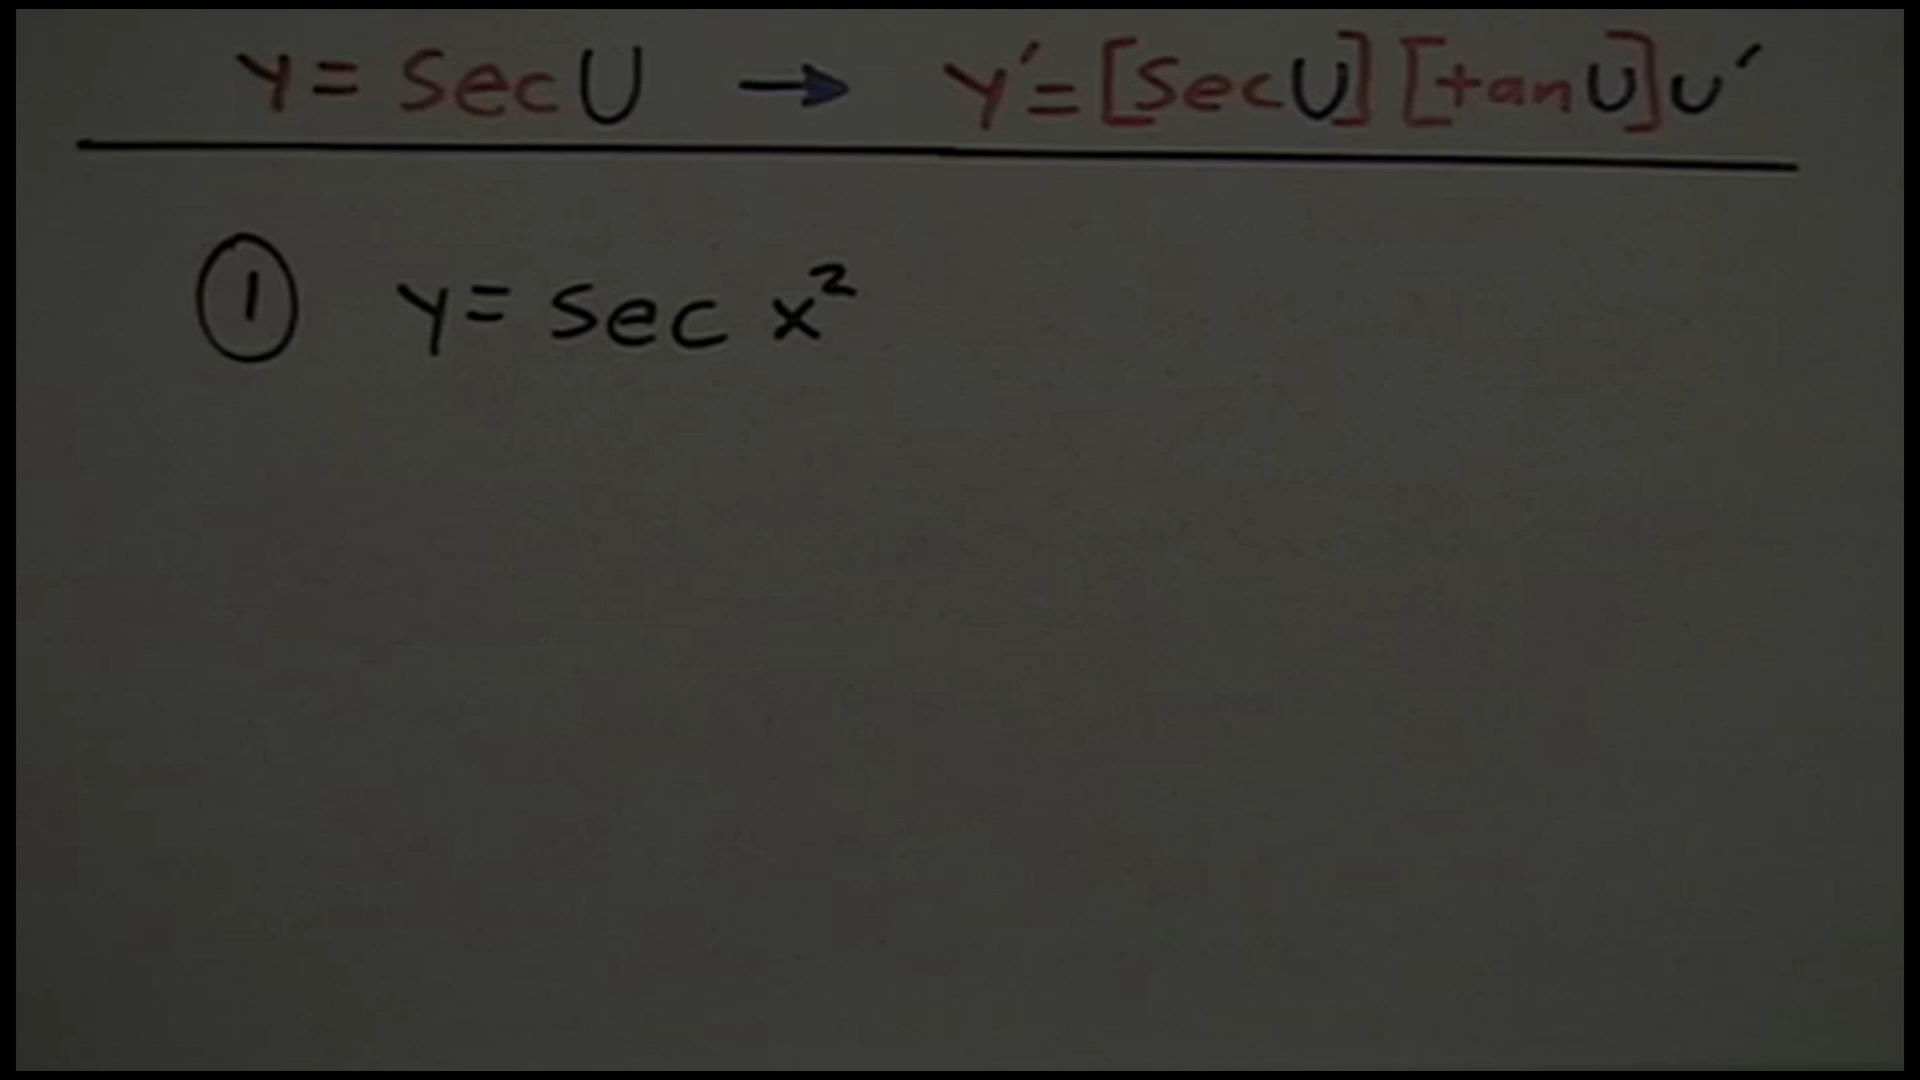 y = sec U → y' = [sec U] [tan U] u'
① y = sec x²